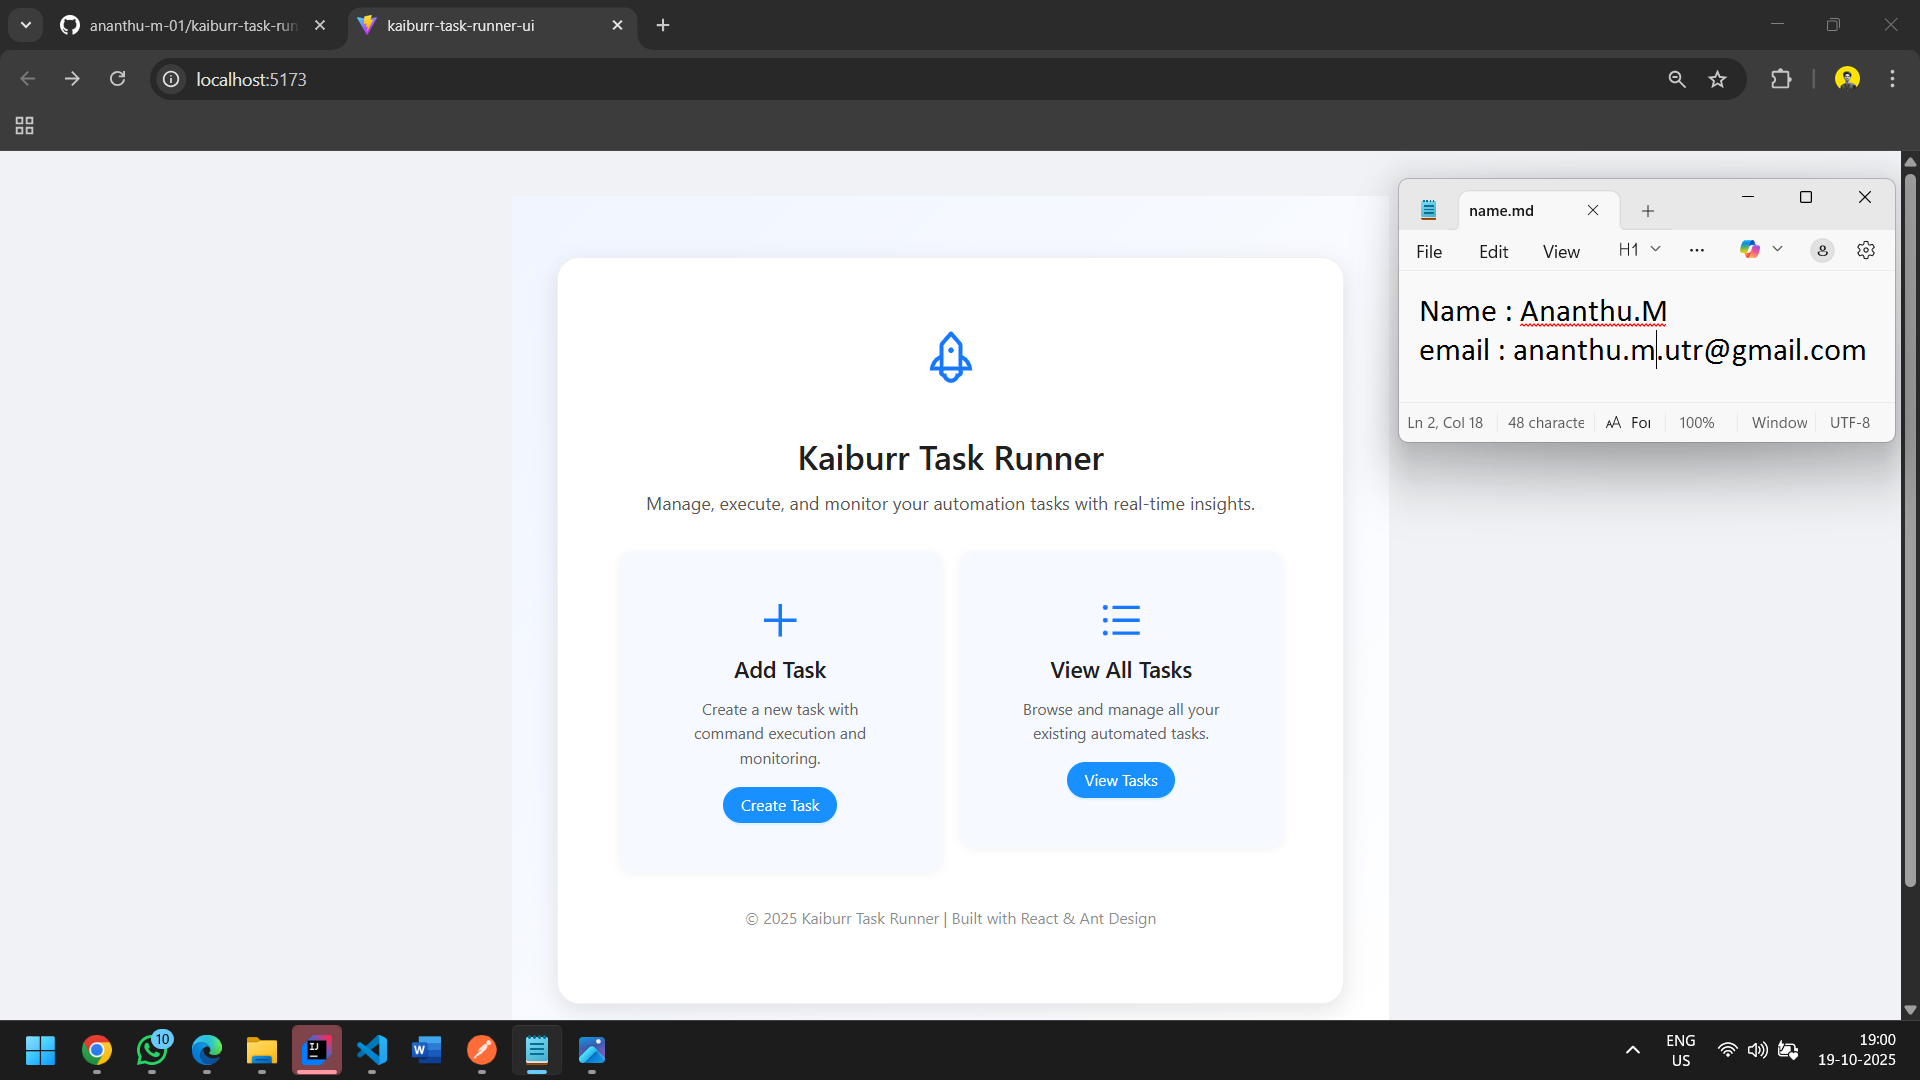 ananthu-m-01/kaiburr-task-run
kaiburr-task-runner-ui
localhost:5173
name.md
File
Edit
View
H1
Name : Ananthu.M
email : ananthu.m.utr@gmail.com
Ln 2, Col 18
48 characte
For
100%
Window
UTF-8
Kaiburr Task Runner
Manage, execute, and monitor your automation tasks with real-time insights.
Add Task
Create a new task with
command execution and
monitoring.
Create Task
View All Tasks
Browse and manage all your
existing automated tasks.
View Tasks
© 2025 Kaiburr Task Runner | Built with React & Ant Design
10
IJ
W
ENG
US
19:00
19-10-2025